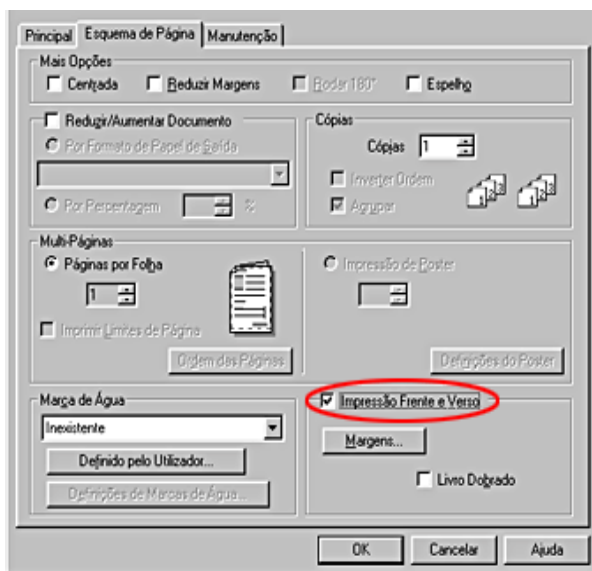 Principal Esquema de Página Manutenção
Mais Opções
Centrada Reduzir Margens Rodar 180° Espelho
Reduzir/Aumentar Documento
Por Formato de Papel de Saída
Por Percentagem %
Cópias
Cópias 1
Inverter Ordem
Agrupar
Multi-Páginas
Páginas por Folha
1
Imprimir Limites de Página
Ordem das Páginas
Impressão de Poster
Definições do Poster
Marca de Água
Inexistente
Definido pelo Utilizador...
Definições de Marcas de Água...
Impressão Frente e Verso
Margens...
Livro Dobrado
OK Cancelar Ajuda